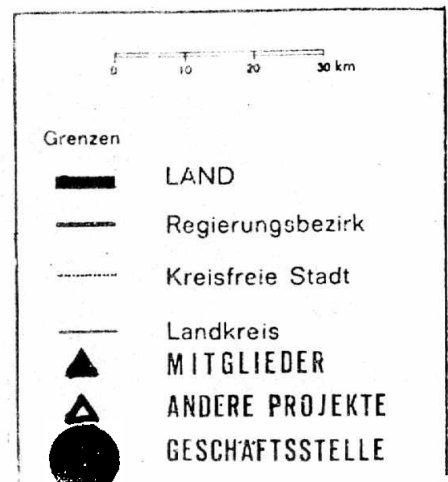 0 10 20 30 km
Grenzen
LAND
Regierungsbezirk
Kreisfreie Stadt
Landkreis
MITGLIEDER
ANDERE PROJEKTE
GESCHÄFTSSTELLE